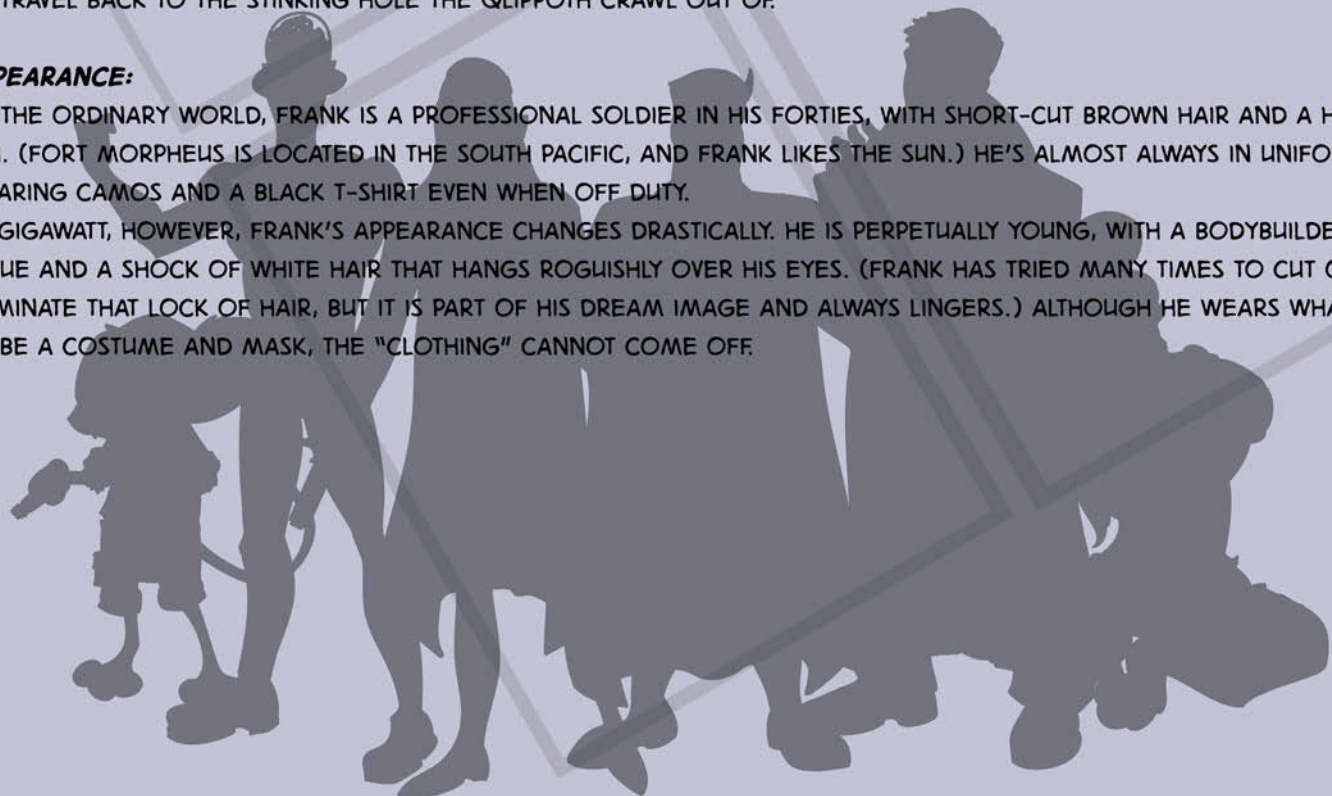 TRAVEL BACK TO THE STINKING HOLE THE QLIPPOTH CRAWL OUT OF.
PEARANCE:
THE ORDINARY WORLD, FRANK IS A PROFESSIONAL SOLDIER IN HIS FORTIES, WITH SHORT-CUT BROWN HAIR AND A H
. (FORT MORPHEUS IS LOCATED IN THE SOUTH PACIFIC, AND FRANK LIKES THE SUN.) HE'S ALMOST ALWAYS IN UNIFO
ARING CAMOS AND A BLACK T-SHIRT EVEN WHEN OFF DUTY.
GIGAWATT, HOWEVER, FRANK'S APPEARANCE CHANGES DRASTICALLY. HE IS PERPETUALLY YOUNG, WITH A BODYBUILDE
UE AND A SHOCK OF WHITE HAIR THAT HANGS ROGUISHLY OVER HIS EYES. (FRANK HAS TRIED MANY TIMES TO CUT O
MINATE THAT LOCK OF HAIR, BUT IT IS PART OF HIS DREAM IMAGE AND ALWAYS LINGERS.) ALTHOUGH HE WEARS WHA
BE A COSTUME AND MASK, THE "CLOTHING" CANNOT COME OFF.